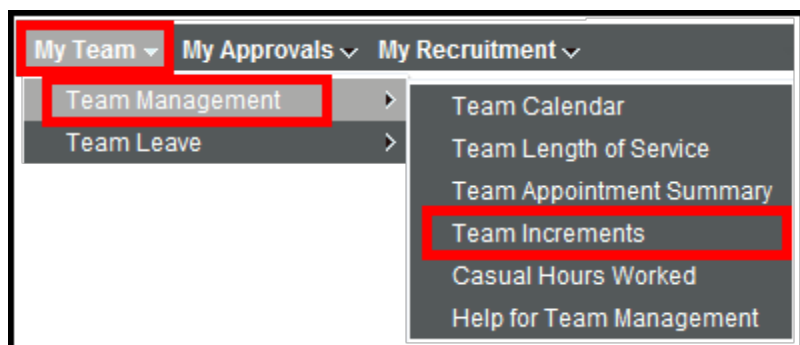 My Team My Approvals My Recruitment
Team Management
Team Leave
Team Calendar
Team Length of Service
Team Appointment Summary
Team Increments
Casual Hours Worked
Help for Team Management